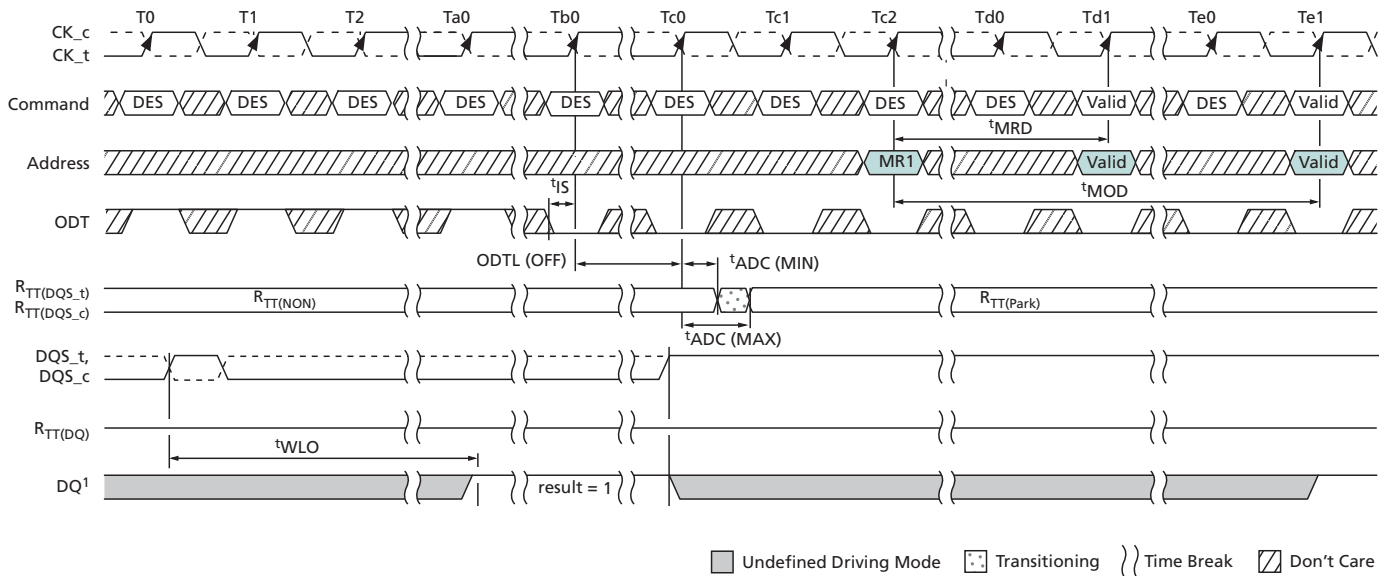 T0 T1 T2 Ta0 Tb0 Tc0 Tc1 Tc2 Td0 Td1 Te0 Te1
CK_c
CK_t
Command DES DES DES DES DES DES DES DES DES Valid DES Valid
tMRD
Address MR1 Valid Valid
tIS tMOD
ODT
ODTL (OFF) tADC (MIN)
RTT(DQS_t)
RTT(DQS_c) RTT(NON) RTT(Park)
tADC (MAX)
DQS_t,
DQS_c
RTT(DQ)
tWLO
DQ1 result = 1
Undefined Driving Mode Transitioning Time Break Don't Care